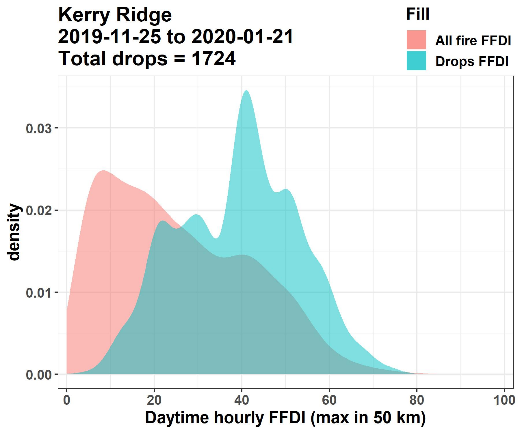 Kerry Ridge
2019-11-25 to 2020-01-21
Total drops = 1724
Fill
All fire FFDI
Drops FFDI
density
0.03
0.02
0.01
0.00
0 20 40 60 80 100
Daytime hourly FFDI (max in 50 km)